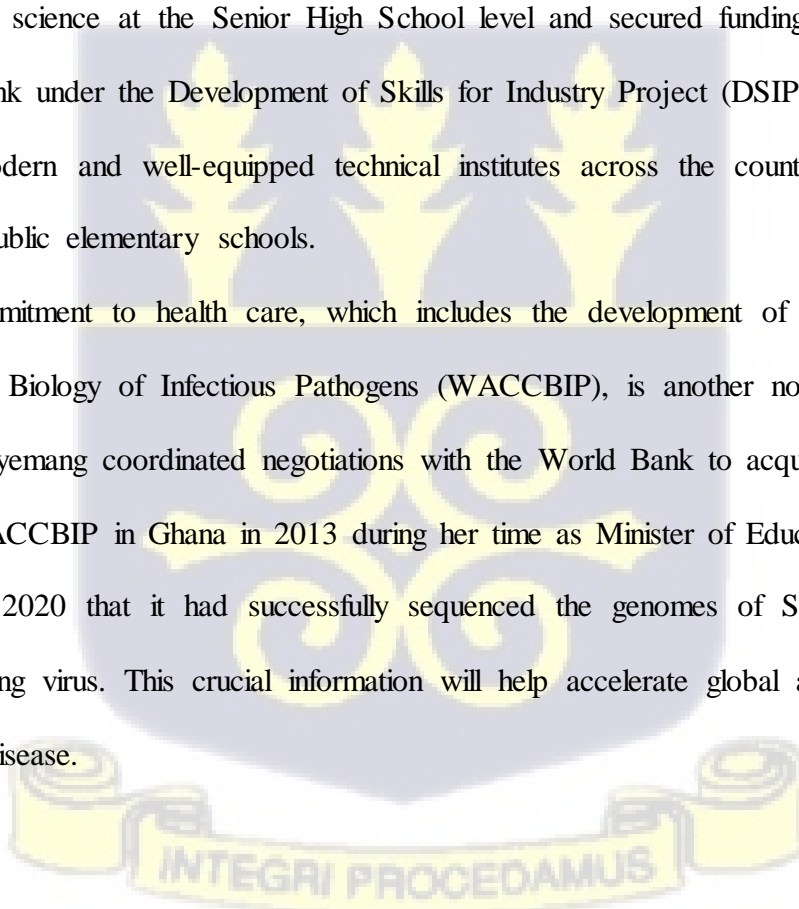 science at the Senior High School level and secured funding
nk under the Development of Skills for Industry Project (DSIP
odern and well-equipped technical institutes across the count
ublic elementary schools.
mitment to health care, which includes the development of
Biology of Infectious Pathogens (WACCBIP), is another no
yemang coordinated negotiations with the World Bank to acqu
ACCBIP in Ghana in 2013 during her time as Minister of Educ
2020 that it had successfully sequenced the genomes of S
ng virus. This crucial information will help accelerate global a
isease.
INTEGRI PROCEDAMUS